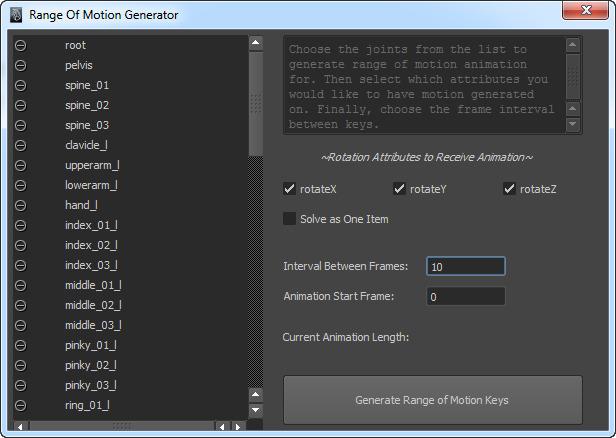 Range Of Motion Generator
root
pelvis
spine_01
spine_02
spine_03
clavicle_l
upperarm_l
lowerarm_l
hand_l
index_01_l
index_02_l
index_03_l
middle_01_l
middle_02_l
middle_03_l
pinky_01_l
pinky_02_l
pinky_03_l
ring_01_l
Choose the joints from the list to
generate range of motion animation
for. Then select which attributes you
would like to have motion generated
on. Finally, choose the frame interval
between keys.
~Rotation Attributes to Receive Animation~
rotateX rotateY rotateZ
Solve as One Item
Interval Between Frames: 10
Animation Start Frame: 0
Current Animation Length:
Generate Range of Motion Keys